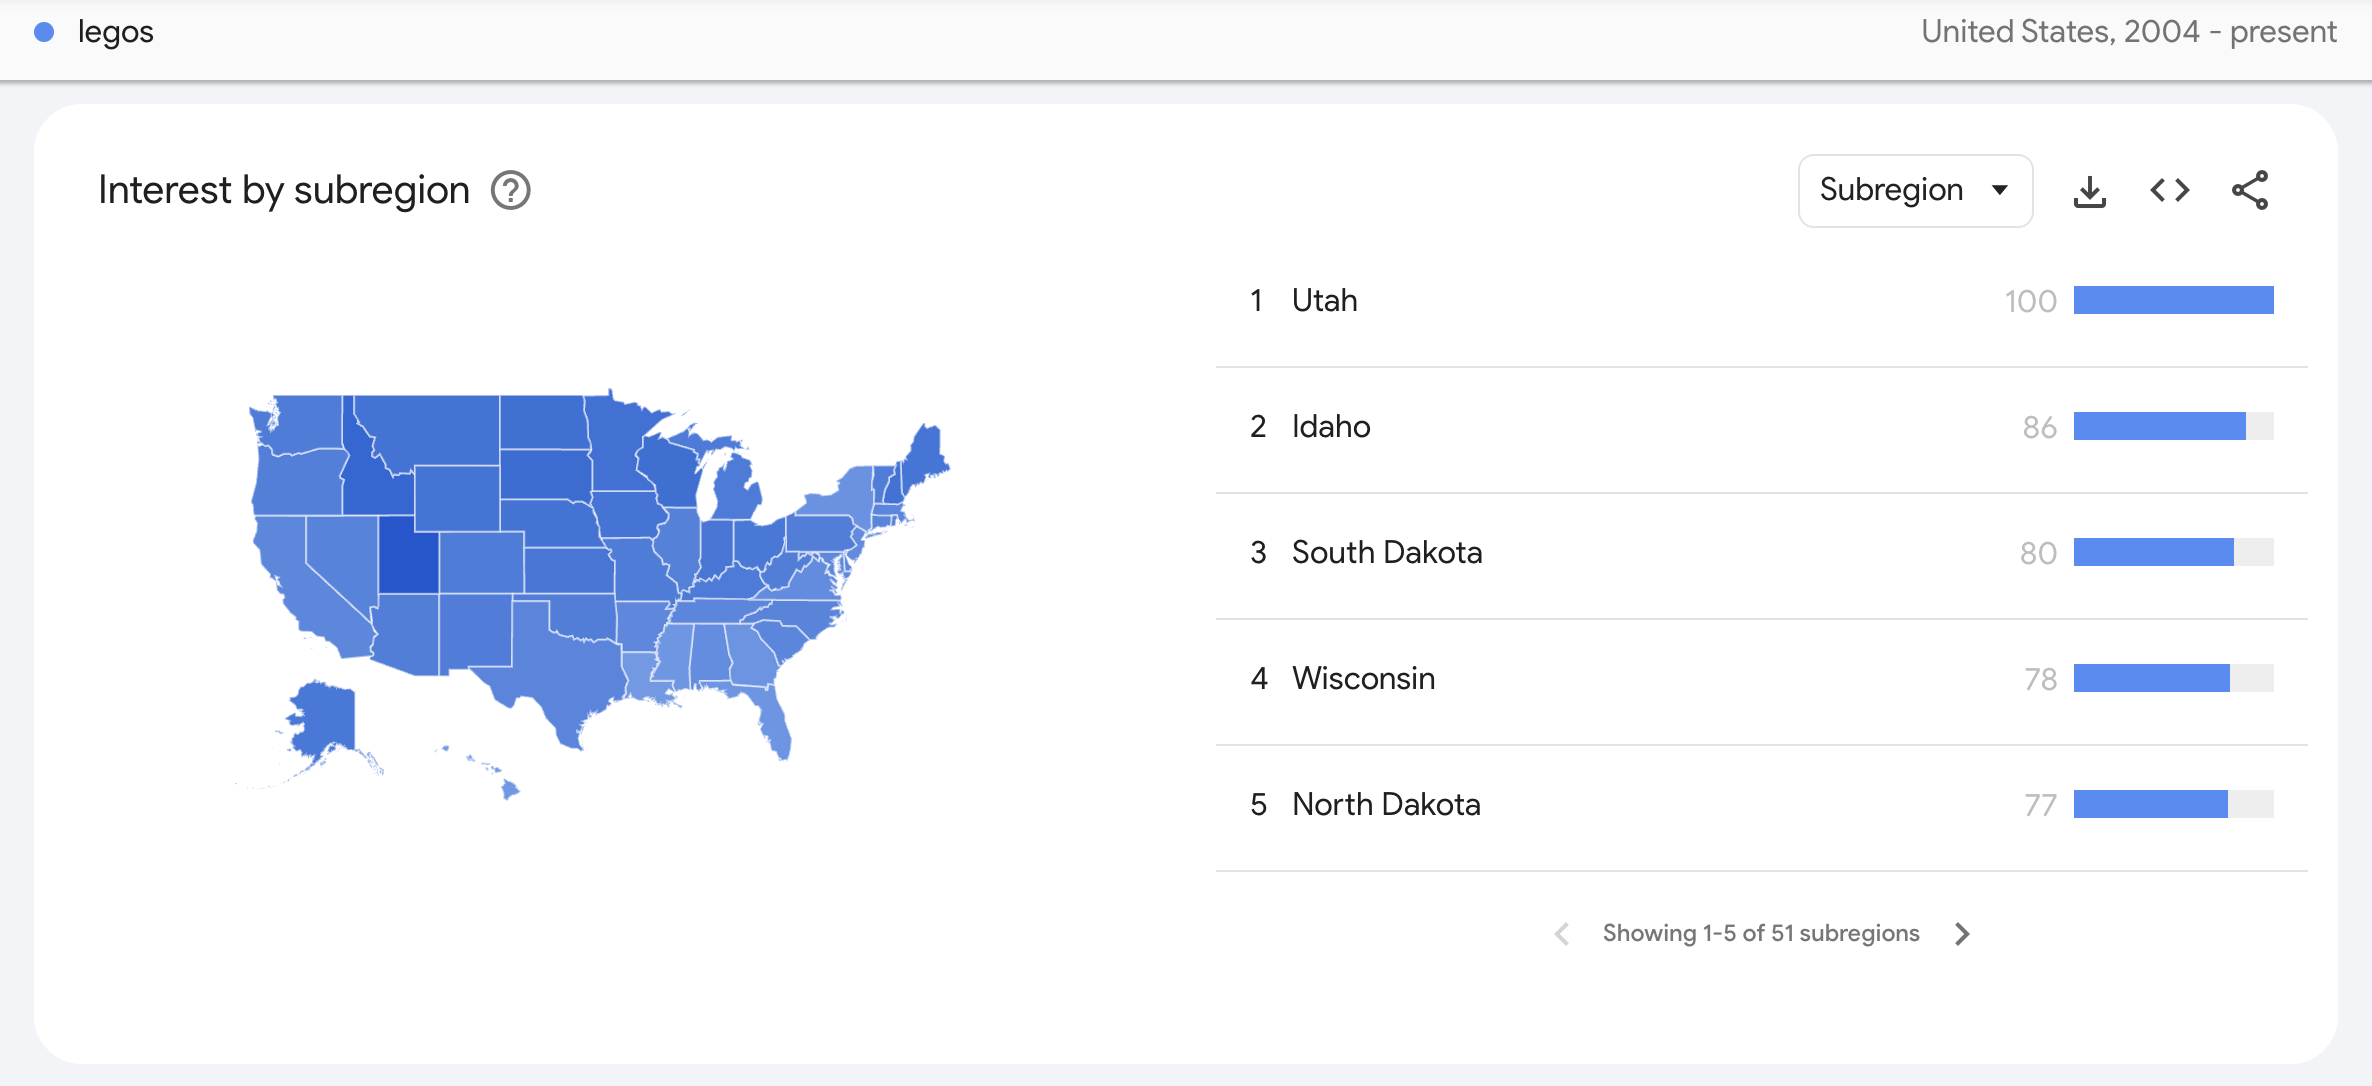 legos
United States, 2004 - present
Interest by subregion
Subregion
1 Utah 100
2 Idaho 86
3 South Dakota 80
4 Wisconsin 78
5 North Dakota 77
Showing 1-5 of 51 subregions